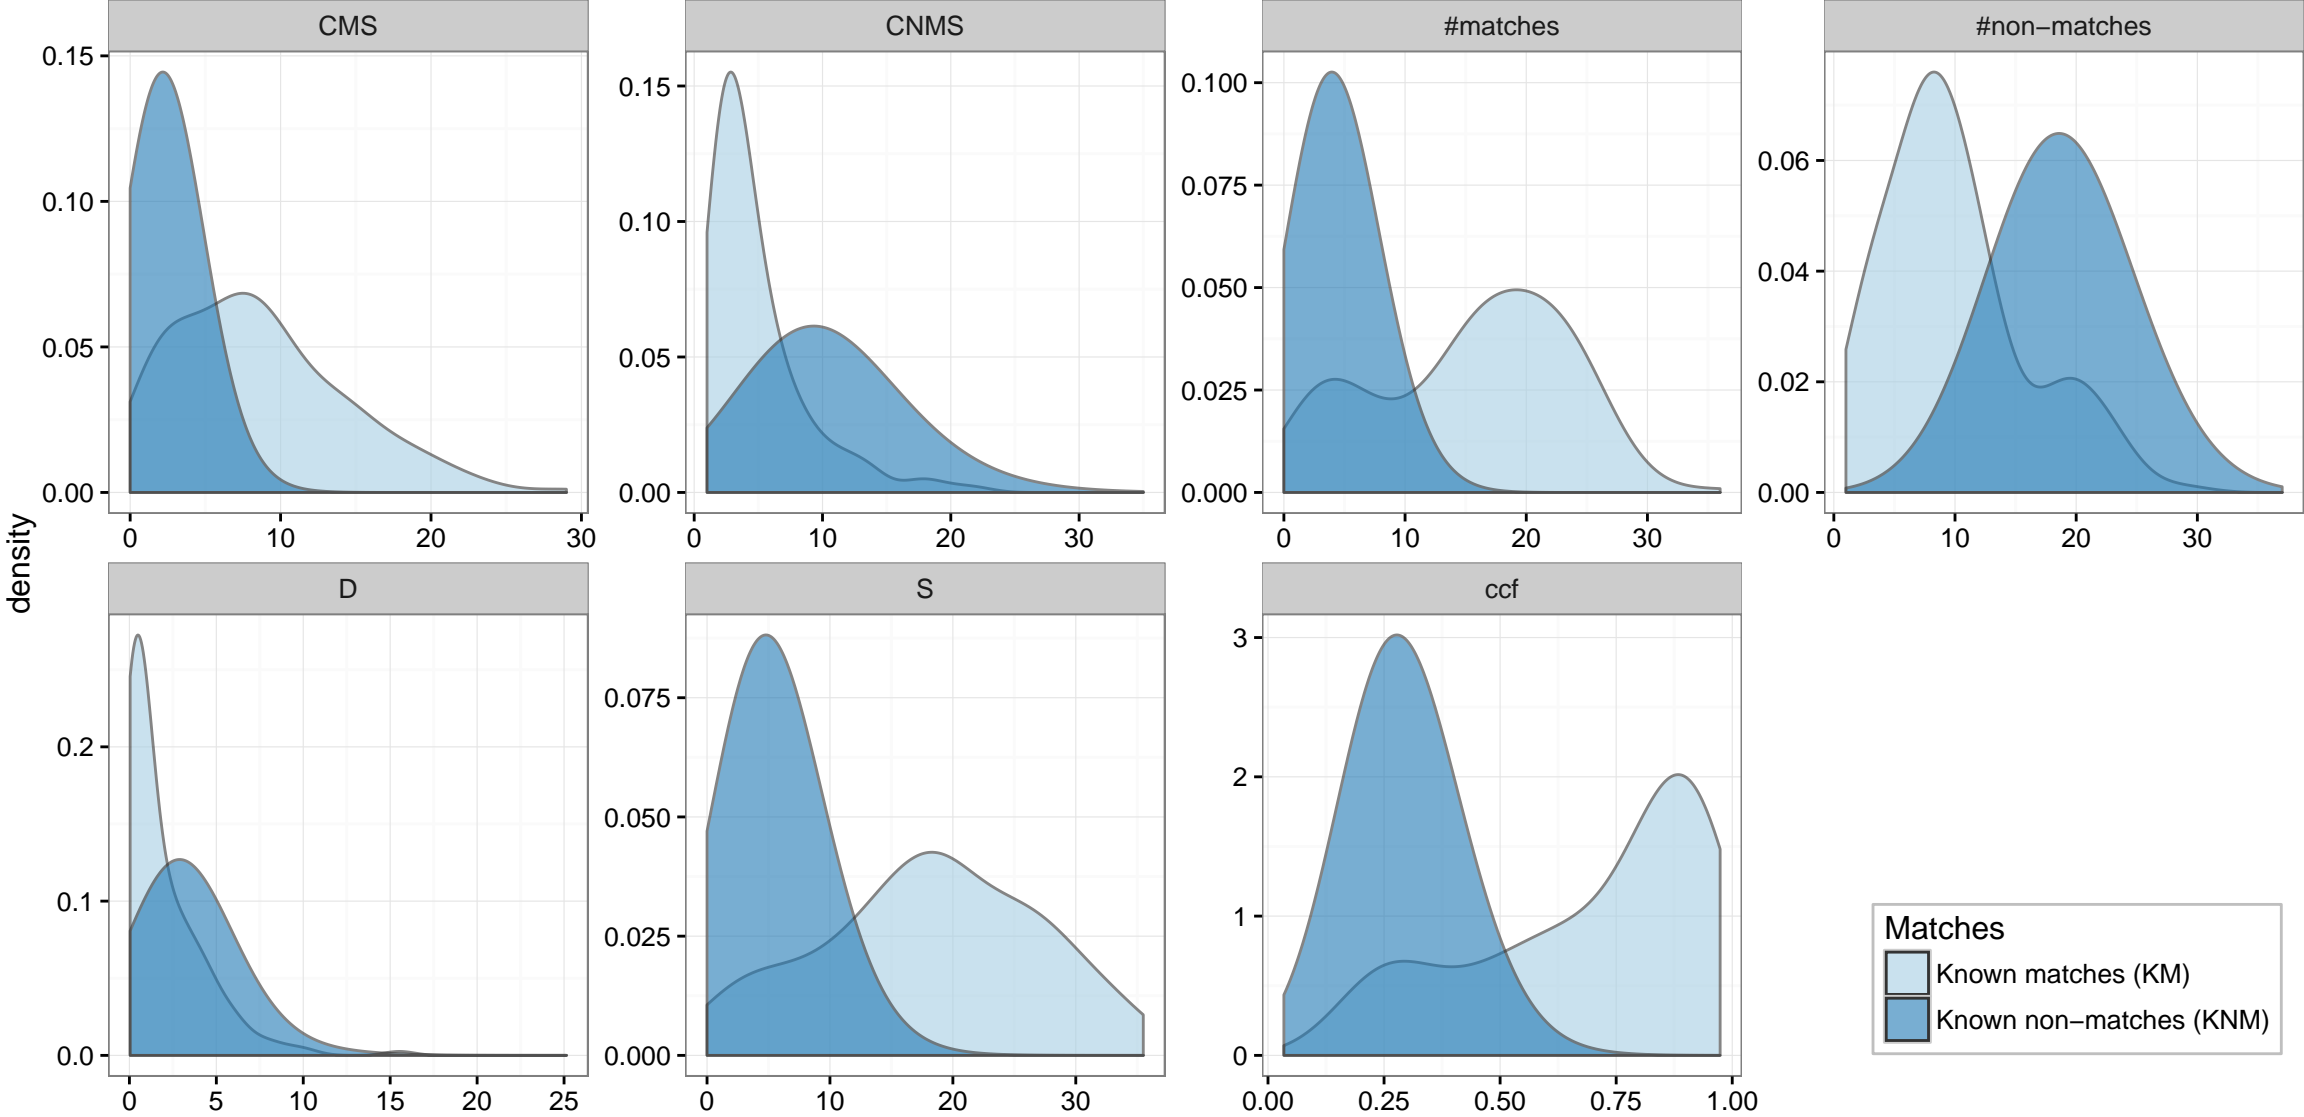 CMS
CNMS
#matches
#non−matches
0.15
0.10
0.05
0.00
0.15
0.10
0.05
0.00
0.100
0.075
0.050
0.025
0.000
0.06
0.04
0.02
0.00
0 10 20 30
0 10 20 30
0 10 20 30
0 10 20 30
density
D
S
ccf
0.2
0.1
0.0
0.075
0.050
0.025
0.000
3
2
1
0
0 5 10 15 20 25
0 10 20 30
0.00 0.25 0.50 0.75 1.00
Matches
Known matches (KM)
Known non−matches (KNM)